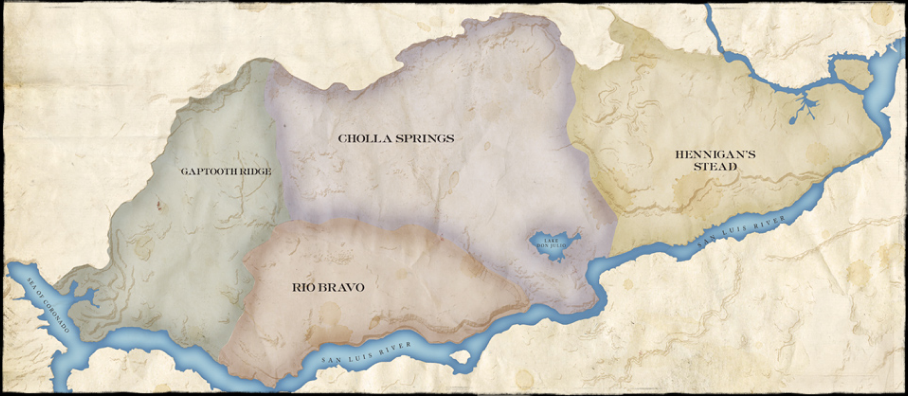 CHOLLA SPRINGS
HENNIGAN'S
STEAD
GAPTOOTH RIDGE
SAN LUIS RIVER
LAKE
DON JULIO
RIO BRAVO
SEA OF CORONADO
SAN LUIS RIVER